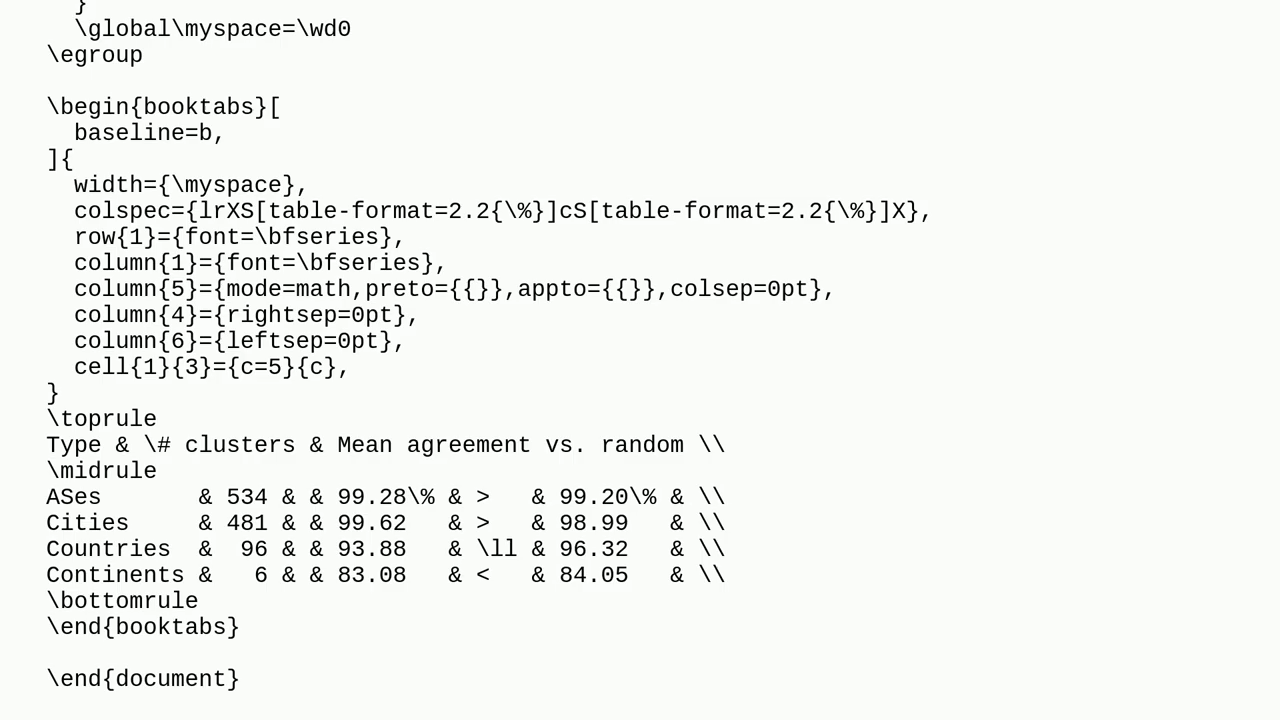 }
\global\myspace=\wd0
\egroup
\begin{booktabs}[
baseline=b,
]{
width={\myspace},
colspec={lrXS[table-format=2.2{\%}]cS[table-format=2.2{\%}]X},
row{1}={font=\bfseries},
column{1}={font=\bfseries},
column{5}={mode=math,preto={{}},appto={{}},colsep=0pt},
column{4}={rightsep=0pt},
column{6}={leftsep=0pt},
cell{1}{3}={c=5}{c},
}
\toprule
Type & \# clusters & Mean agreement vs. random \\
\midrule
ASes       & 534 & & 99.28\% & >   & 99.20\% & \\
Cities     & 481 & & 99.62   & >   & 98.99   & \\
Countries  &  96 & & 93.88   & \ll & 96.32   & \\
Continents &   6 & & 83.08   & <   & 84.05   & \\
\bottomrule
\end{booktabs}
\end{document}